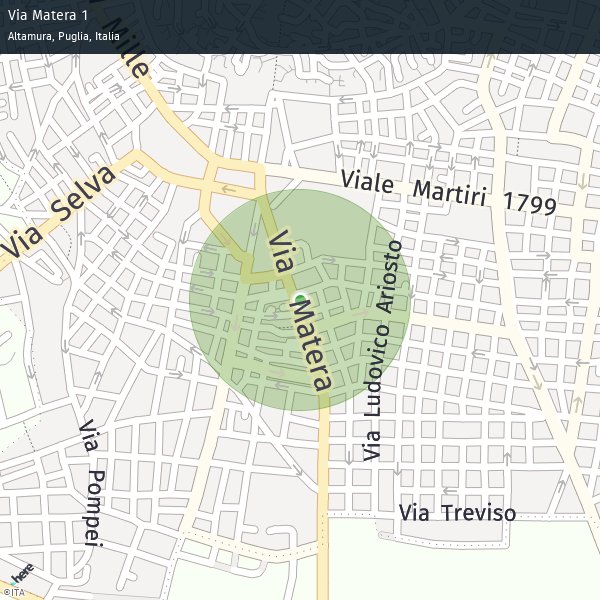 Via Matera 1
Altamura, Puglia, Italia
Mille
Viale Martiri 1799
Via Selva
Via Matera
Via Ludovico Ariosto
Via Pompei
Via Treviso
here
©ITA